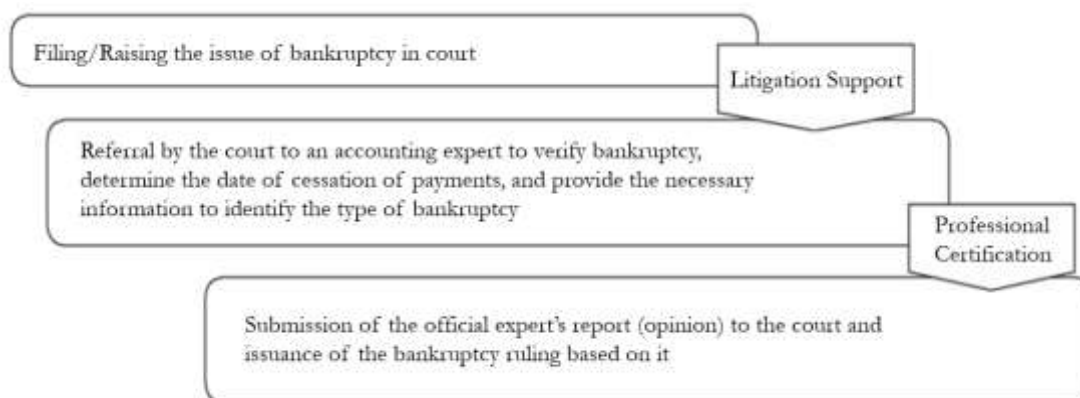 Filing/Raising the issue of bankruptcy in court
Litigation Support
Referral by the court to an accounting expert to verify bankruptcy,
determine the date of cessation of payments, and provide the necessary
information to identify the type of bankruptcy
Professional
Certification
Submission of the official expert's report (opinion) to the court and
issuance of the bankruptcy ruling based on it